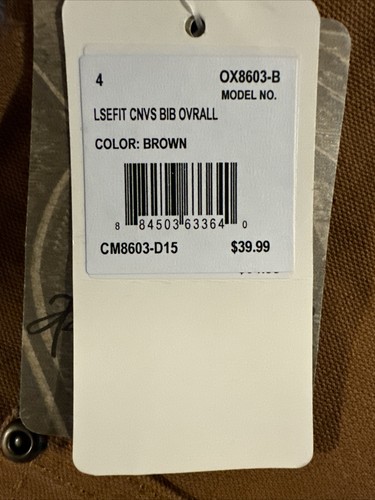 4 OX8603-B
MODEL NO.
LSEFIT CNVS BIB OVRALL
COLOR: BROWN
8 84503 63364 0
CM8603-D15 $39.99